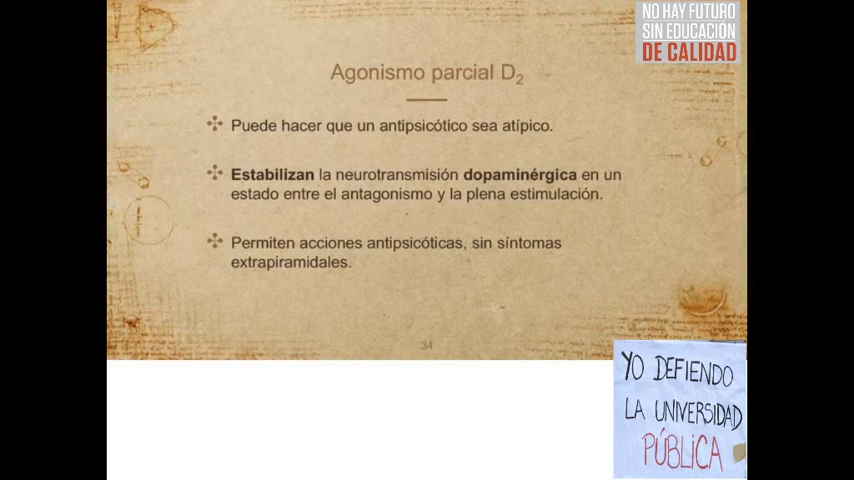 NO HAY FUTURO
SIN EDUCACIÓN
DE CALIDAD
Agonismo parcial D₂
Puede hacer que un antipsicótico sea atípico.
Estabilizan la neurotransmisión dopaminérgica en un
estado entre el antagonismo y la plena estimulación.
Permiten acciones antipsicóticas, sin síntomas
extrapiramidales.
34
YO DEFIENDO
LA UNIVERSIDAD
PÚBLICA